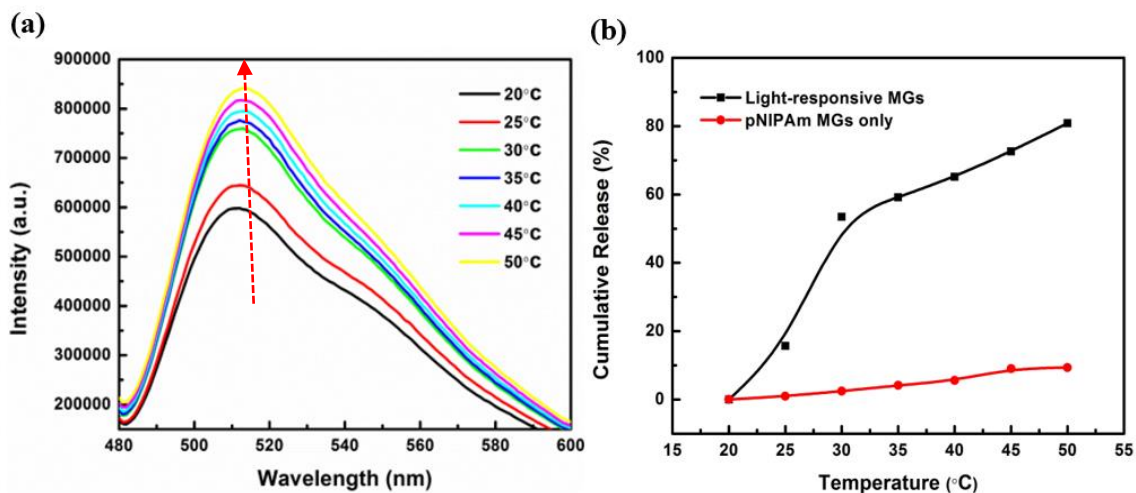 (a)
900000
800000
700000
600000
500000
400000
300000
200000
480
500
520
540
560
580
600
Intensity (a.u.)
Wavelength (nm)
20°C
25°C
30°C
35°C
40°C
45°C
50°C
(b)
100
80
60
40
20
0
15
20
25
30
35
40
45
50
55
Cumulative Release (%)
Temperature (°C)
Light-responsive MGs
pNIPAm MGs only